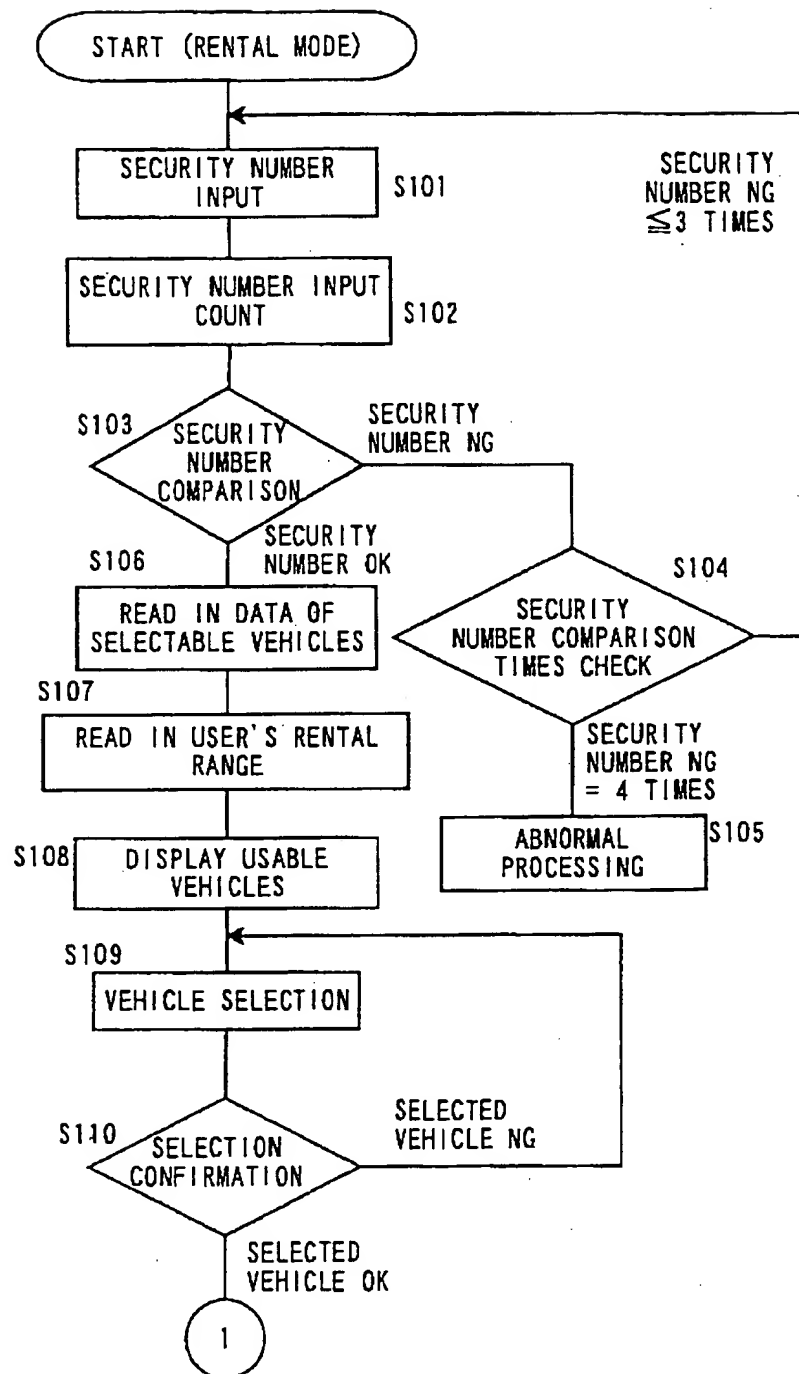 START (RENTAL MODE)
SECURITY NUMBER
INPUT
S101
SECURITY
NUMBER NG
≦3 TIMES
SECURITY NUMBER INPUT
COUNT
S102
S103
SECURITY
NUMBER
COMPARISON
SECURITY
NUMBER NG
SECURITY
NUMBER OK
S104
SECURITY
NUMBER COMPARISON
TIMES CHECK
S106
READ IN DATA OF
SELECTABLE VEHICLES
S107
READ IN USER'S RENTAL
RANGE
SECURITY
NUMBER NG
= 4 TIMES
S105
ABNORMAL
PROCESSING
S108
DISPLAY USABLE
VEHICLES
S109
VEHICLE SELECTION
S110
SELECTION
CONFIRMATION
SELECTED
VEHICLE NG
SELECTED
VEHICLE OK
1